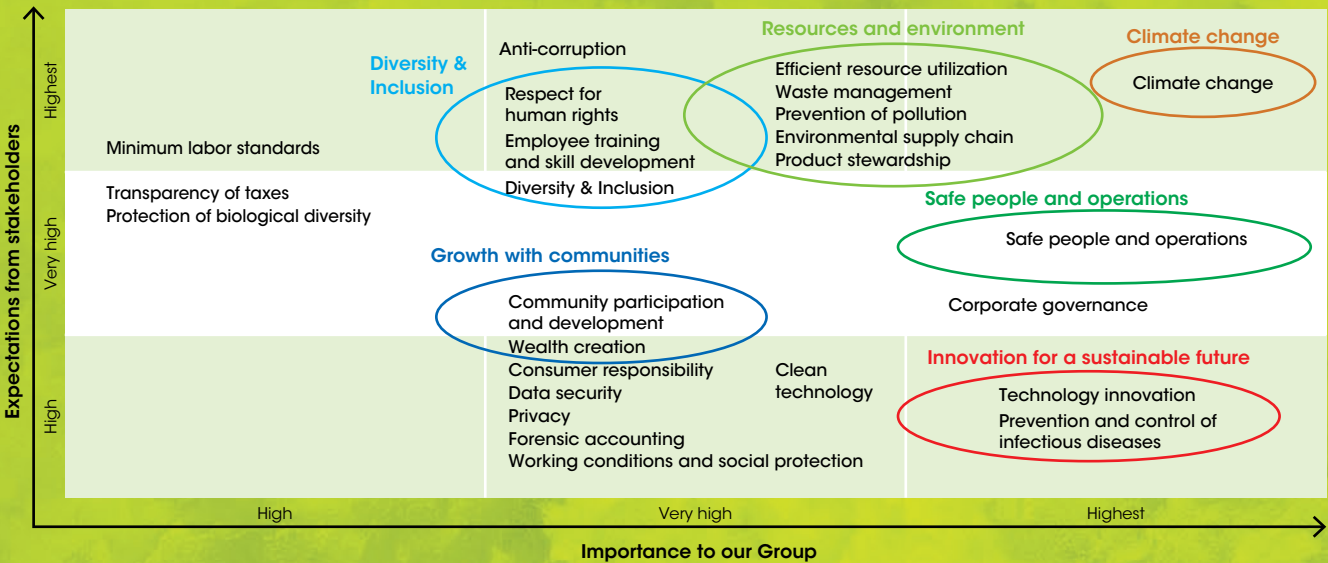 Expectations from stakeholders
Highest
Very high
High
Resources and environment
Climate change
Anti-corruption
Diversity &
Inclusion
Efficient resource utilization
Waste management
Prevention of pollution
Environmental supply chain
Product stewardship
Climate change
Respect for
human rights
Employee training
and skill development
Diversity & Inclusion
Minimum labor standards
Transparency of taxes
Protection of biological diversity
Safe people and operations
Safe people and operations
Growth with communities
Community participation
and development
Wealth creation
Corporate governance
Consumer responsibility
Data security
Privacy
Forensic accounting
Working conditions and social protection
Clean
technology
Innovation for a sustainable future
Technology innovation
Prevention and control of
infectious diseases
High
Very high
Highest
Importance to our Group